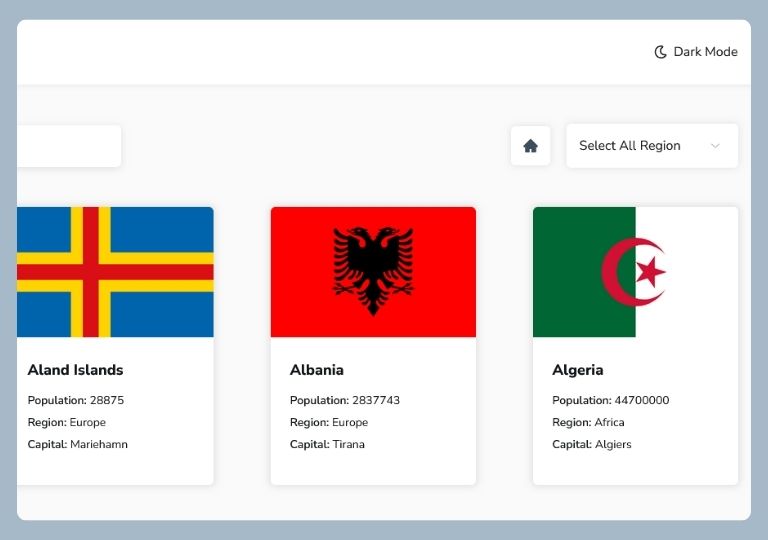 Dark Mode
Select All Region
Aland Islands
Population: 28875
Region: Europe
Capital: Mariehamn
Albania
Population: 2837743
Region: Europe
Capital: Tirana
Algeria
Population: 44700000
Region: Africa
Capital: Algiers